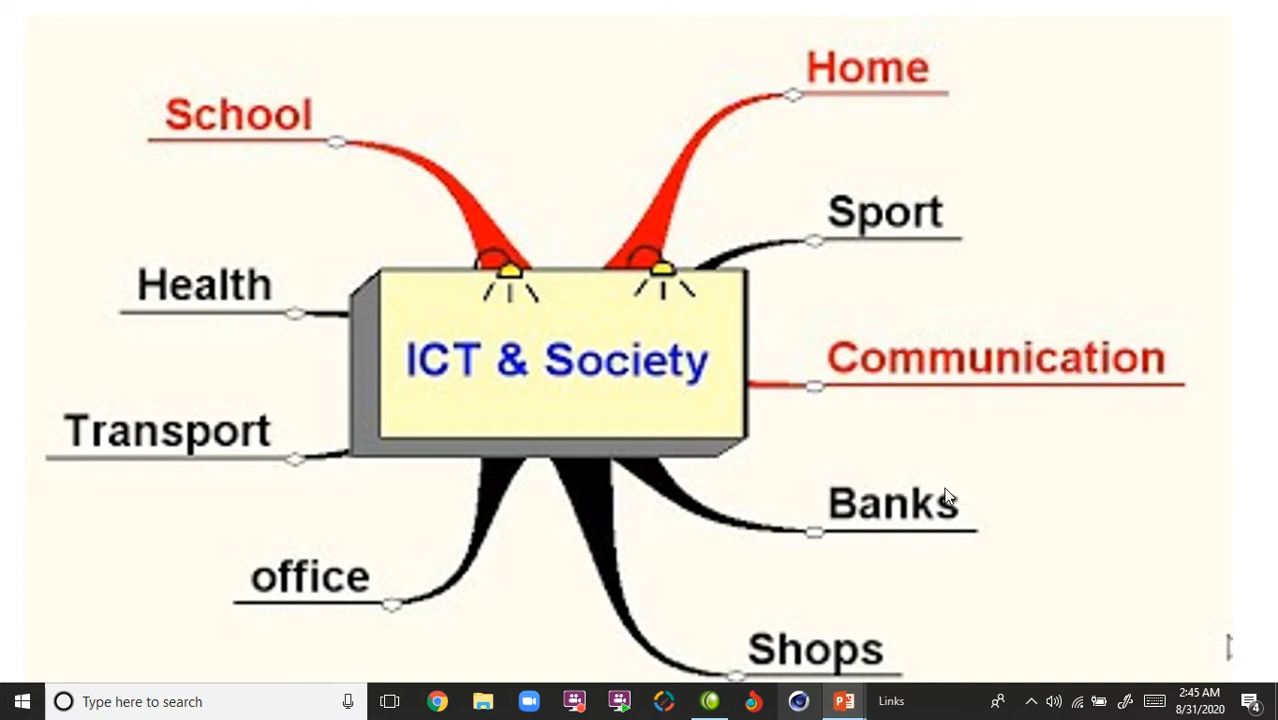 Home
School
Sport
Health
ICT & Society
Communication
Transport
Banks
office
Shops
Type here to search
Links
2:45 AM
8/31/2020
4